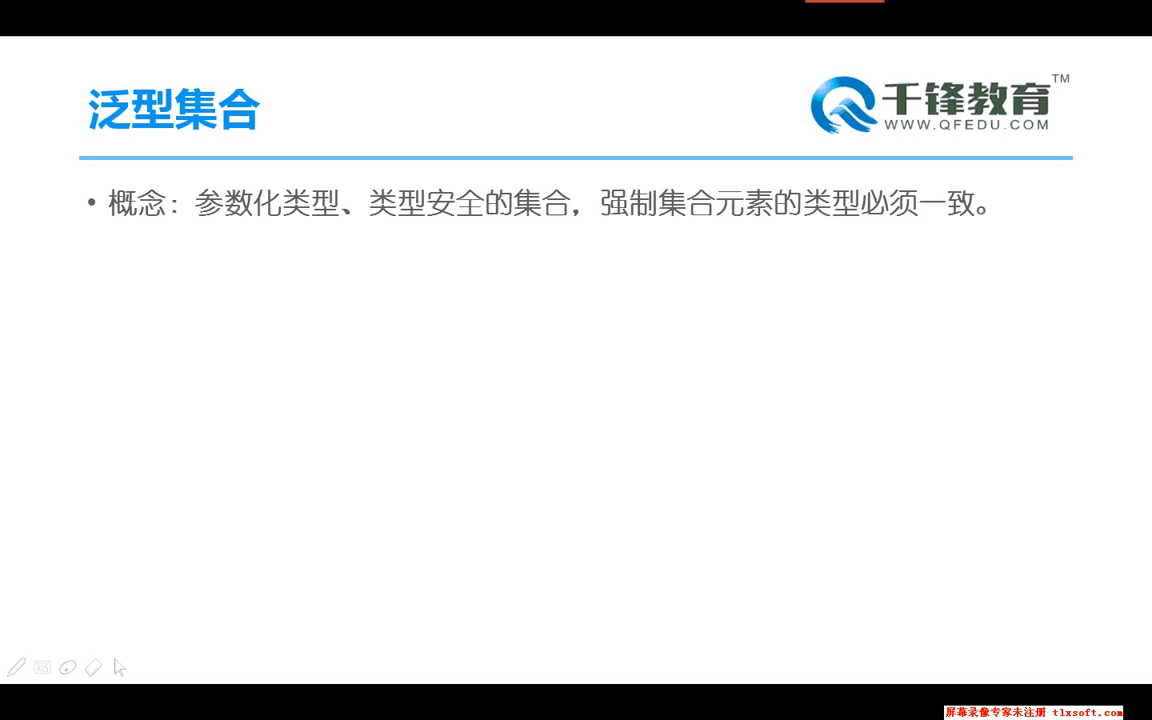 泛型集合
千锋教育 TM
WWW.QFEDU.COM
• 概念：参数化类型、类型安全的集合，强制集合元素的类型必须一致。
屏幕录像专家未注册 tlxsoft.com